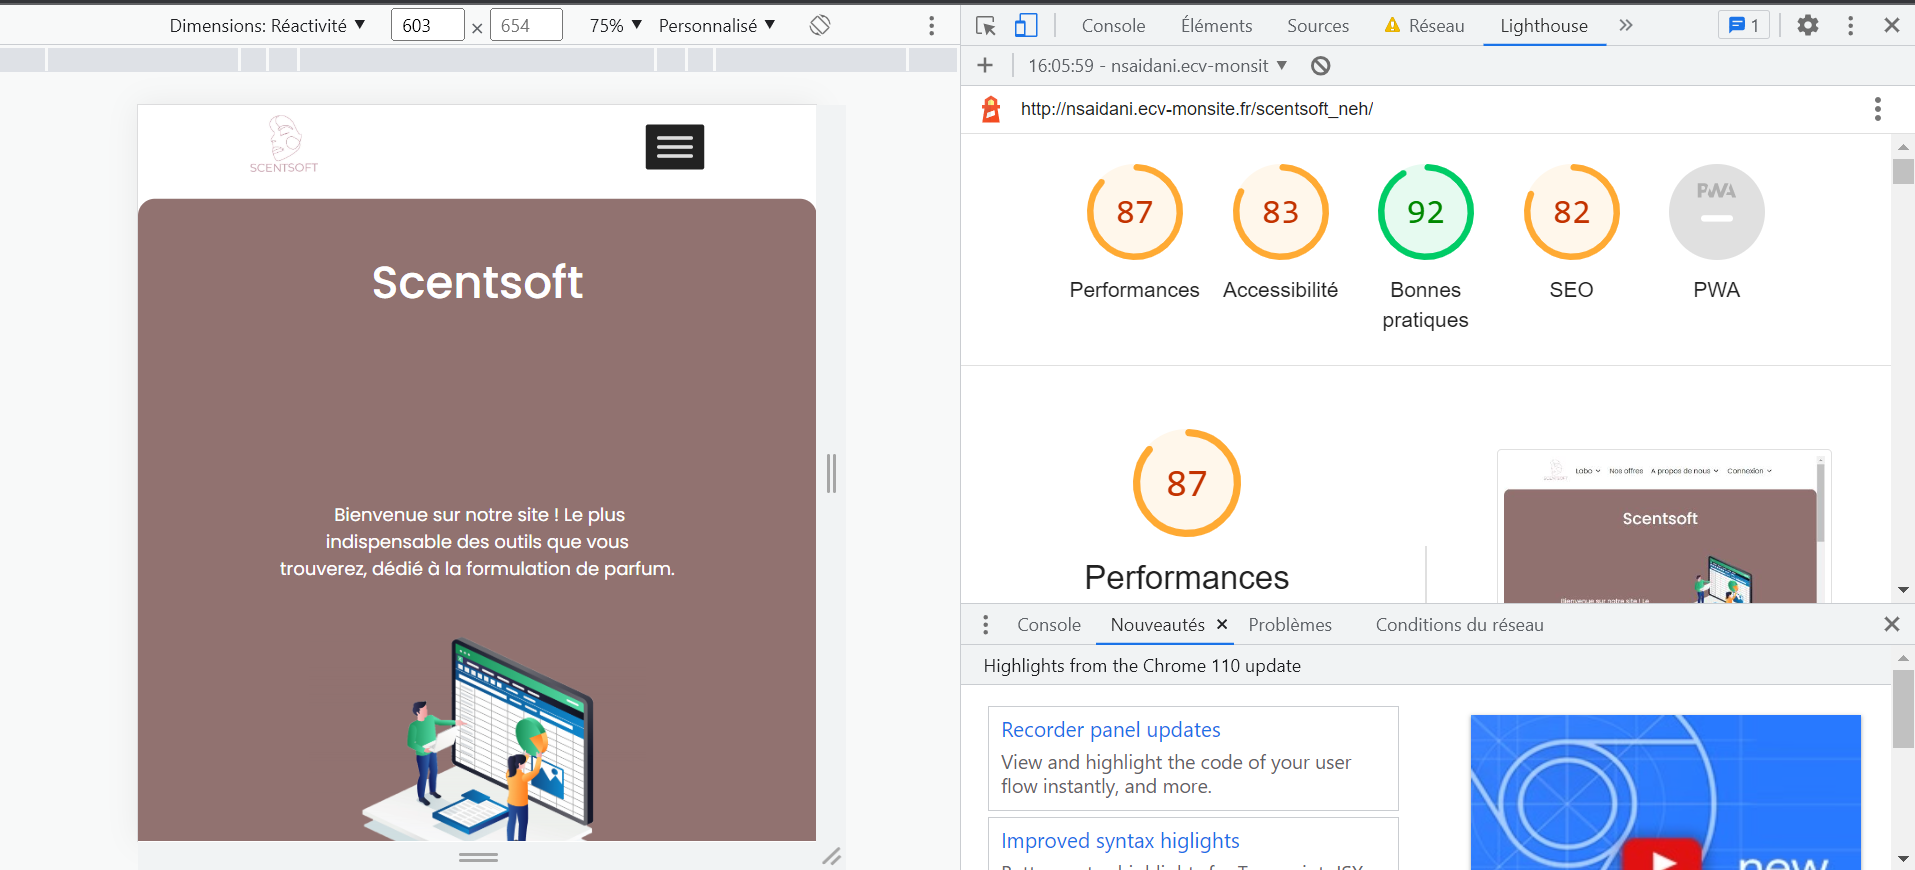 Dimensions: Réactivité ▼ 603 × 654 75% ▼ Personnalisé ▼
SCENTSOFT
Scentsoft
Bienvenue sur notre site ! Le plus
indispensable des outils que vous
trouverez, dédié à la formulation de parfum.
Console Éléments Sources Réseau Lighthouse » 1
+ 16:05:59 - nsaidani.ecv-monsit ▼
http://nsaidani.ecv-monsite.fr/scentsoft_neh/
87 83 92 82 PWA
Performances Accessibilité Bonnes pratiques SEO PWA
87
Performances
Labo Nos offres A propos de nous Connexion
Scentsoft
Bienvenue sur notre site ! Le
Console Nouveautés × Problèmes Conditions du réseau
Highlights from the Chrome 110 update
Recorder panel updates
View and highlight the code of your user
flow instantly, and more.
Improved syntax higlights
new